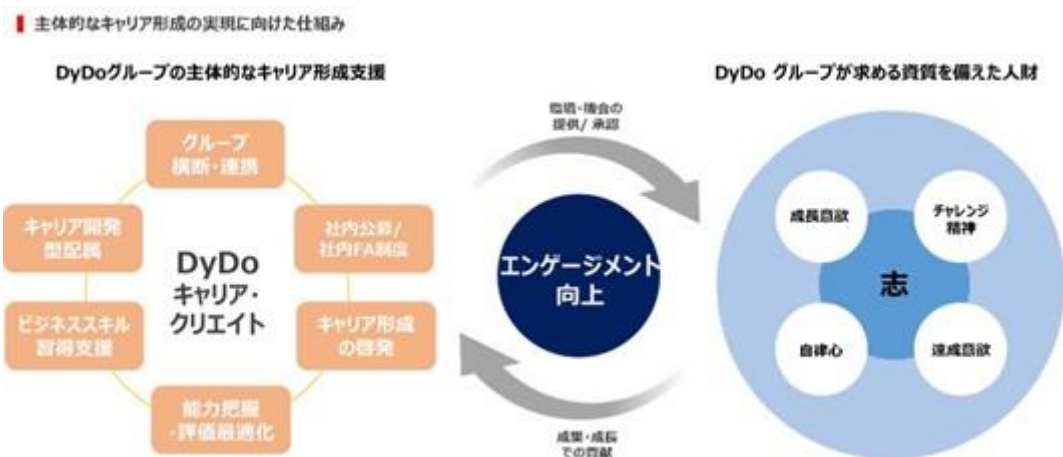 主体的なキャリア形成の実現に向けた仕組み
DyDoグループの主体的なキャリア形成支援
DyDo グループが求める資質を備えた人財
環境・機会の
提供/ 承認
グループ
横断・連携
キャリア開発
型配属
社内公募/
社内FA制度
DyDo
キャリア・
クリエイト
ビジネススキル
習得支援
キャリア形成
の啓発
能力把握
・評価最適化
エンゲージメント
向上
成果・成長
での貢献
成長意欲
チャレンジ
精神
志
自律心
達成意欲